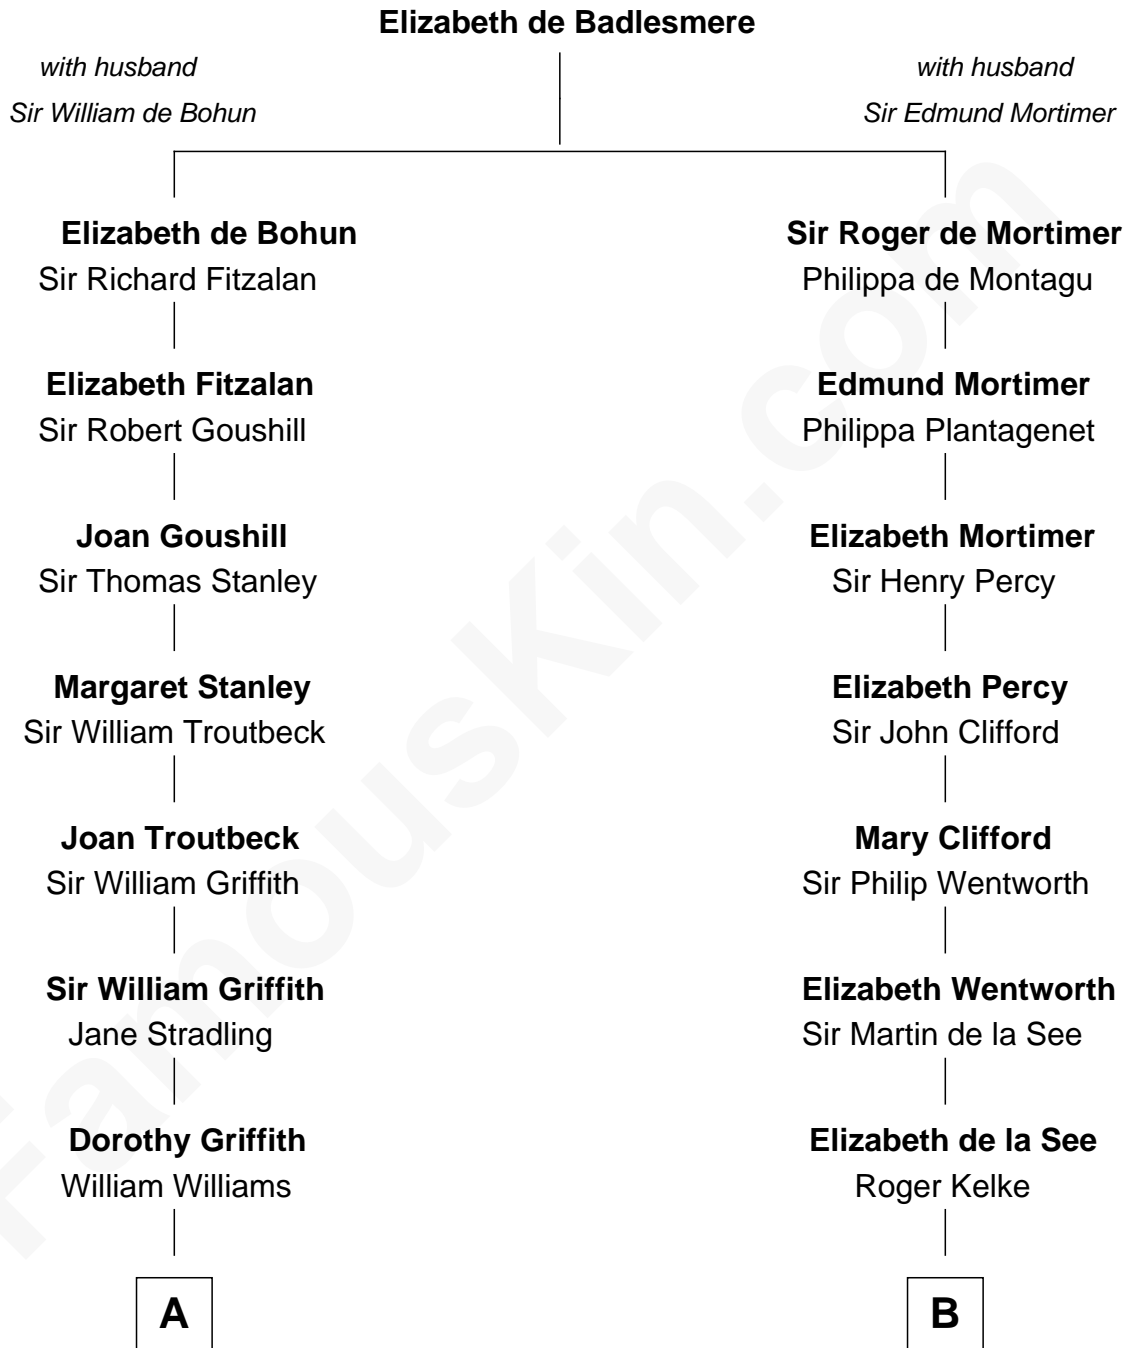 Elizabeth de Badlesmere
with husband
Sir William de Bohun
with husband
Sir Edmund Mortimer
Elizabeth de Bohun
Sir Richard Fitzalan
Sir Roger de Mortimer
Philippa de Montagu
Elizabeth Fitzalan
Sir Robert Goushill
Edmund Mortimer
Philippa Plantagenet
Joan Goushill
Sir Thomas Stanley
Elizabeth Mortimer
Sir Henry Percy
Margaret Stanley
Sir William Troutbeck
Elizabeth Percy
Sir John Clifford
Joan Troutbeck
Sir William Griffith
Mary Clifford
Sir Philip Wentworth
Sir William Griffith
Jane Stradling
Elizabeth Wentworth
Sir Martin de la See
Dorothy Griffith
William Williams
Elizabeth de la See
Roger Kelke
A
B
FamousKin.com